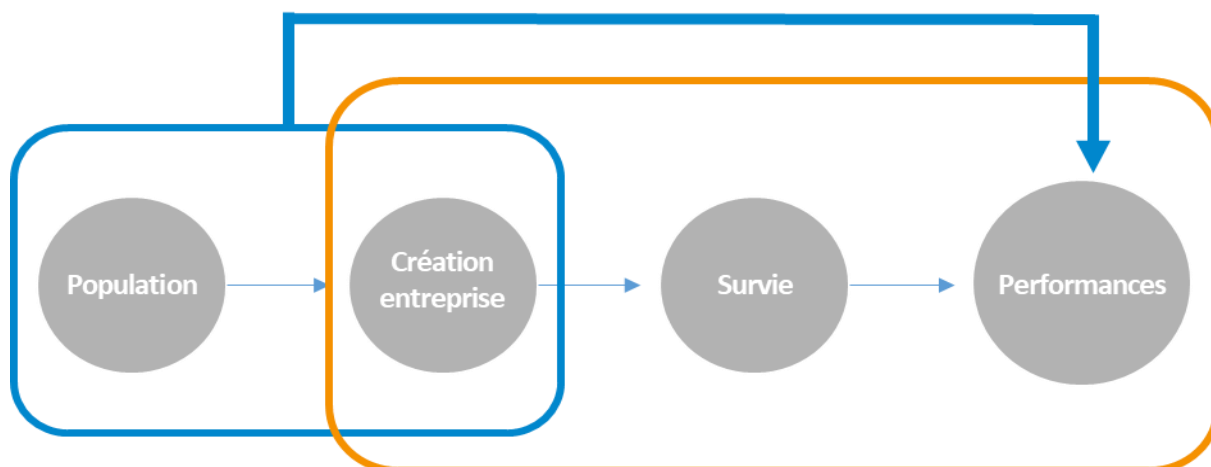 Population
Création
entreprise
Survie
Performances